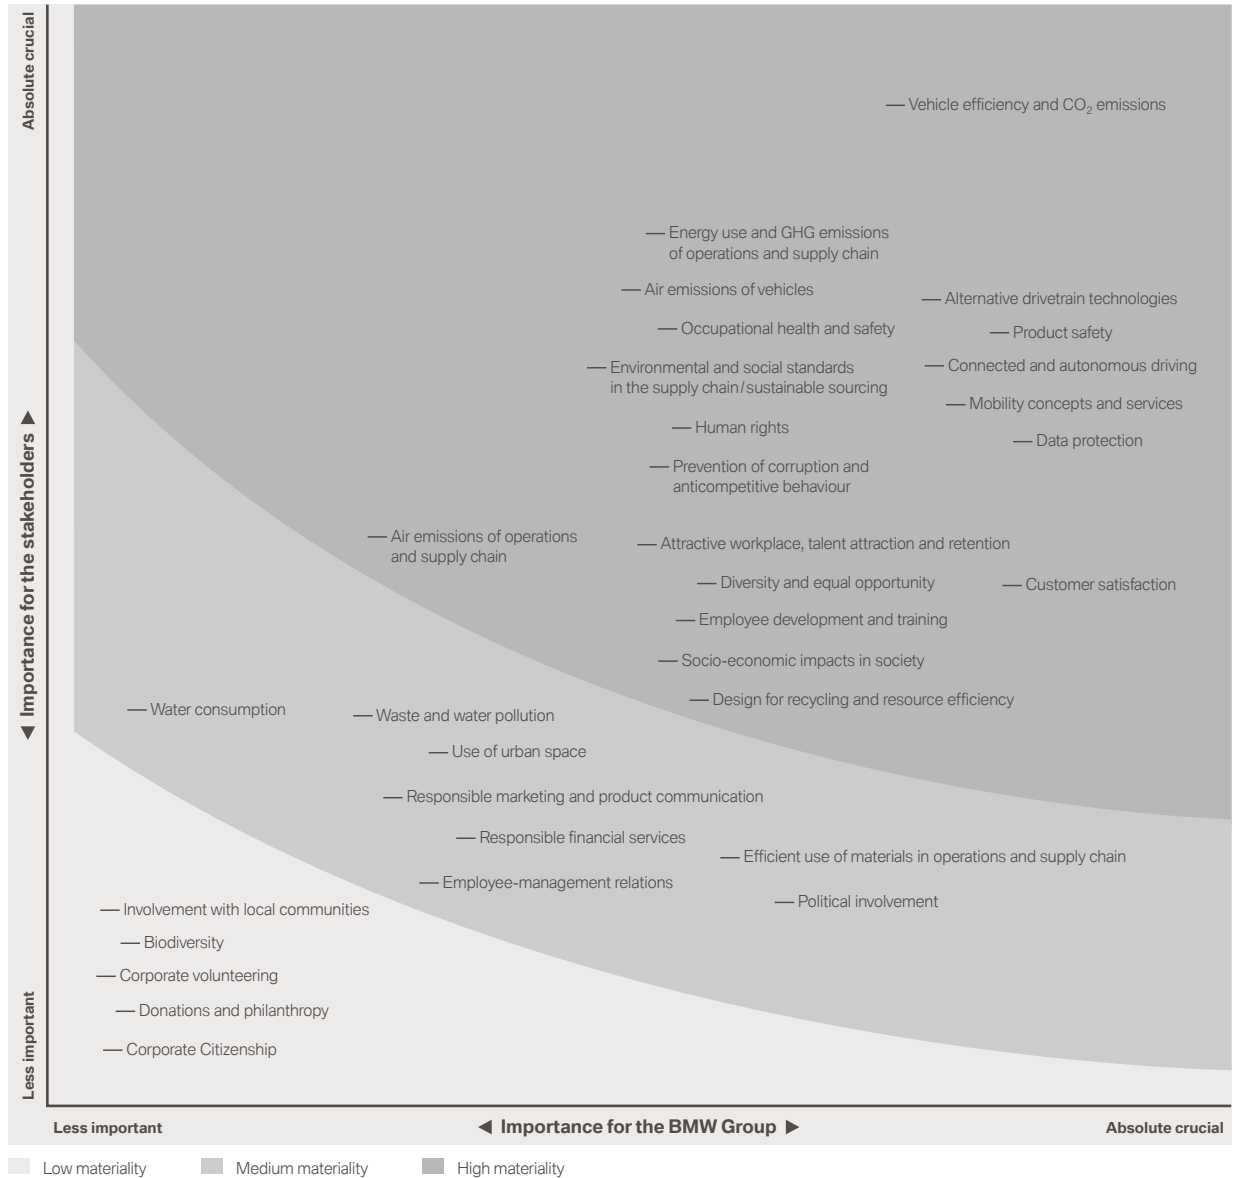 Absolute crucial
Vehicle efficiency and CO₂ emissions
Energy use and GHG emissions
of operations and supply chain
Air emissions of vehicles
Alternative drivetrain technologies
Occupational health and safety
Product safety
Environmental and social standards
in the supply chain/sustainable sourcing
Connected and autonomous driving
Mobility concepts and services
Human rights
Data protection
Prevention of corruption and
anticompetitive behaviour
◀ Importance for the stakeholders ▶
Air emissions of operations
and supply chain
Attractive workplace, talent attraction and retention
Diversity and equal opportunity
Customer satisfaction
Employee development and training
Socio-economic impacts in society
Design for recycling and resource efficiency
Water consumption
Waste and water pollution
Use of urban space
Responsible marketing and product communication
Responsible financial services
Efficient use of materials in operations and supply chain
Employee-management relations
Political involvement
Involvement with local communities
Biodiversity
Corporate volunteering
Donations and philanthropy
Corporate Citizenship
Less important
Less important
◀ Importance for the BMW Group ▶
Absolute crucial
Low materiality
Medium materiality
High materiality